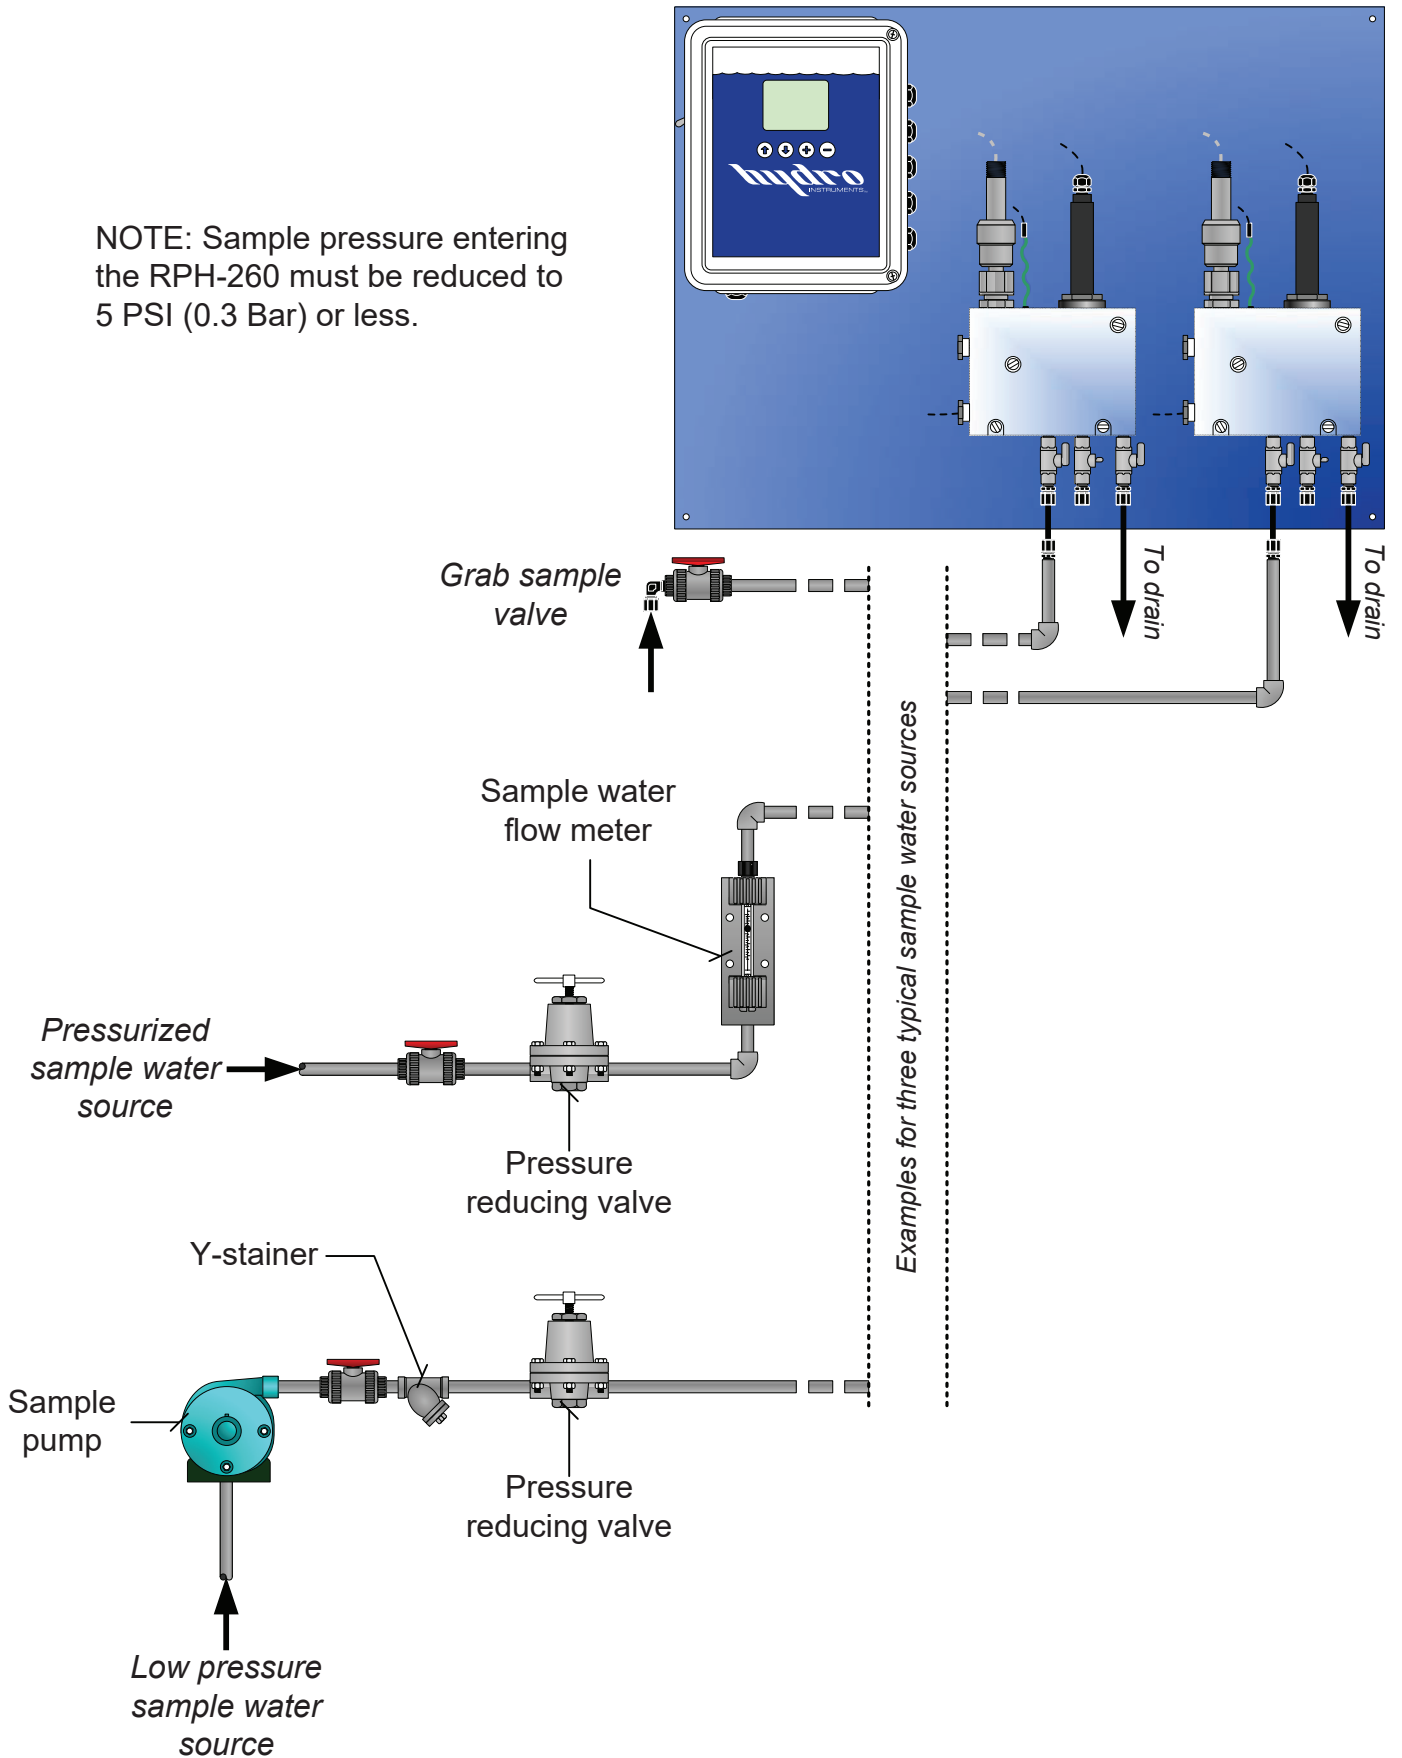 hydro
INSTRUMENTS
NOTE: Sample pressure entering
the RPH-260 must be reduced to
5 PSI (0.3 Bar) or less.
Grab sample
valve
To drain
To drain
Sample water
flow meter
Examples for three typical sample water sources
Pressurized
sample water
source
Pressure
reducing valve
Y-stainer
Sample
pump
Pressure
reducing valve
Low pressure
sample water
source